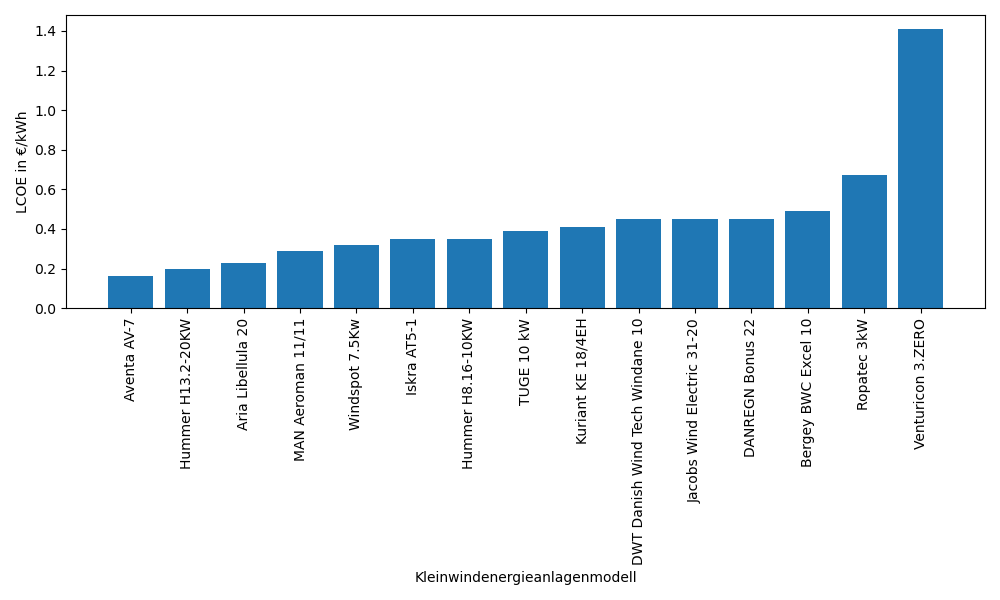 LCOE in €/kWh
1.4
1.2
1.0
0.8
0.6
0.4
0.2
0.0
Aventa AV-7
Hummer H13.2-20KW
Aria Libellula 20
MAN Aeroman 11/11
Windspot 7.5Kw
Iskra AT5-1
Hummer H8.16-10KW
TUGE 10 kW
Kuriant KE 18/4EH
DWT Danish Wind Tech Windane 10
Jacobs Wind Electric 31-20
DANREGN Bonus 22
Bergey BWC Excel 10
Ropatec 3kW
Venturicon 3.ZERO
Kleinwindenergieanlagenmodell